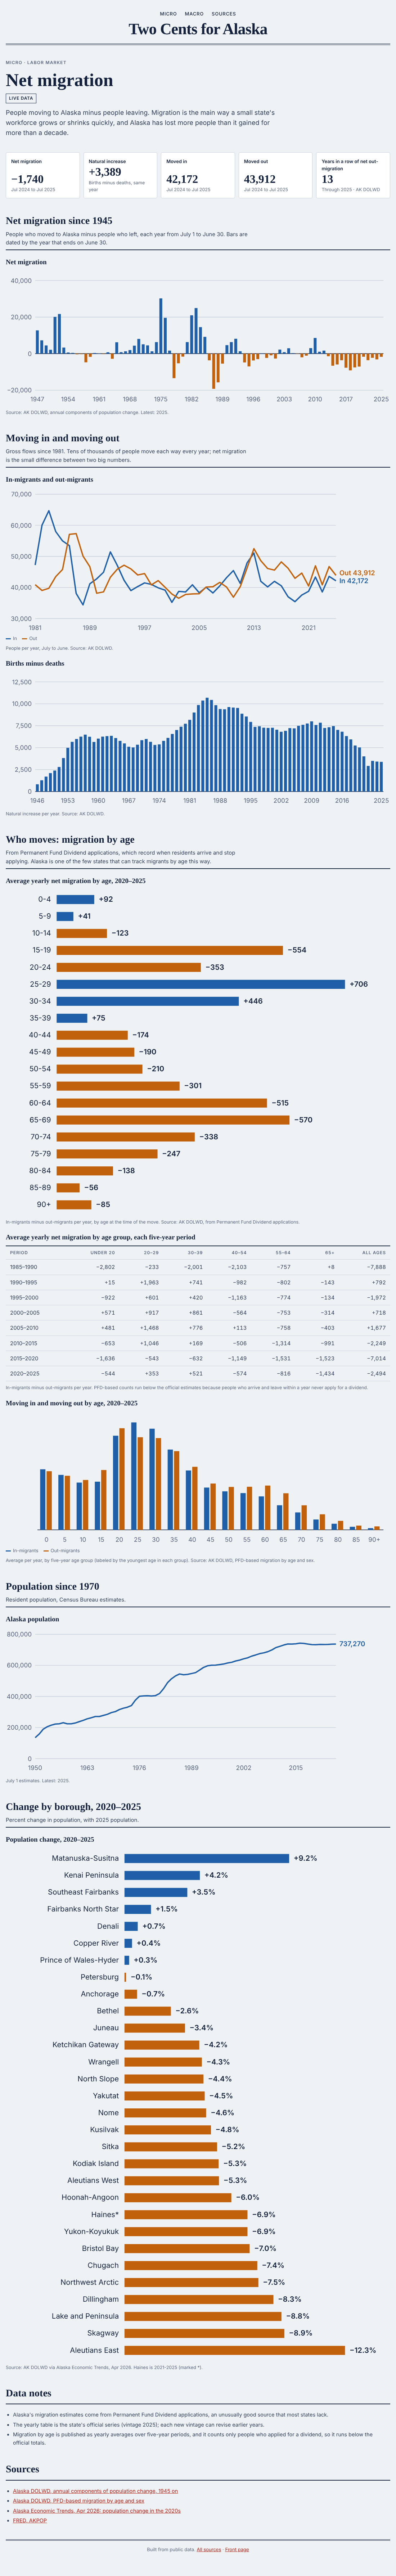 MICRO MACRO SOURCES
Two Cents for Alaska
MICRO · LABOR MARKET
Net migration
LIVE DATA
People moving to Alaska minus people leaving. Migration is the main way a small state's
workforce grows or shrinks quickly, and Alaska has lost more people than it gained for
more than a decade.
Net migration
−1,740
Jul 2024 to Jul 2025
Natural increase
+3,389
Births minus deaths, same
year
Moved in
42,172
Jul 2024 to Jul 2025
Moved out
43,912
Jul 2024 to Jul 2025
Years in a row of net out-
migration
13
Through 2025 · AK DOLWD
Net migration since 1945
People who moved to Alaska minus people who left, each year from July 1 to June 30. Bars are
dated by the year that ends on June 30.
Net migration
40,000
20,000
0
−20,000
1947 1954 1961 1968 1975 1982 1989 1996 2003 2010 2017 2025
Source: AK DOLWD, annual components of population change. Latest: 2025.
Moving in and moving out
Gross flows since 1981. Tens of thousands of people move each way every year; net migration
is the small difference between two big numbers.
In-migrants and out-migrants
70,000
60,000
50,000
40,000
30,000
Out 43,912
In 42,172
1981 1989 1997 2005 2013 2021
In Out
People per year, July to June. Source: AK DOLWD.
Births minus deaths
12,500
10,000
7,500
5,000
2,500
0
1946 1953 1960 1967 1974 1981 1988 1995 2002 2009 2016 2025
Natural increase per year. Source: AK DOLWD.
Who moves: migration by age
From Permanent Fund Dividend applications, which record when residents arrive and stop
applying. Alaska is one of the few states that can track migrants by age this way.
Average yearly net migration by age, 2020–2025
0-4 +92
5-9 +41
10-14 −123
15-19 −554
20-24 −353
25-29 +706
30-34 +446
35-39 +75
40-44 −174
45-49 −190
50-54 −210
55-59 −301
60-64 −515
65-69 −570
70-74 −338
75-79 −247
80-84 −138
85-89 −56
90+ −85
In-migrants minus out-migrants per year, by age at the time of the move. Source: AK DOLWD, from Permanent Fund Dividend applications.
Average yearly net migration by age group, each five-year period
PERIOD UNDER 20 20–29 30–39 40–54 55–64 65+ ALL AGES
1985–1990 −2,802 −233 −2,001 −2,103 −757 +8 −7,888
1990–1995 +15 +1,963 +741 −982 −802 −143 +792
1995–2000 −922 +601 +420 −1,163 −774 −134 −1,972
2000–2005 +571 +917 +861 −564 −753 −314 +718
2005–2010 +481 +1,468 +776 +113 −758 −403 +1,677
2010–2015 −653 +1,046 +169 −506 −1,314 −991 −2,249
2015–2020 −1,636 −543 −632 −1,149 −1,531 −1,523 −7,014
2020–2025 −544 +353 +521 −574 −816 −1,434 −2,494
In-migrants minus out-migrants per year. PFD-based counts run below the official estimates because people who arrive and leave within a year never apply for a dividend.
Moving in and moving out by age, 2020–2025
0 5 10 15 20 25 30 35 40 45 50 55 60 65 70 75 80 85 90+
In-migrants Out-migrants
Average per year, by five-year age group (labeled by the youngest age in each group). Source: AK DOLWD, PFD-based migration by age and sex.
Population since 1970
Resident population, Census Bureau estimates.
Alaska population
800,000
600,000
400,000
200,000
0
737,270
1950 1963 1976 1989 2002 2015
July 1 estimates. Latest: 2025.
Change by borough, 2020–2025
Percent change in population, with 2025 population.
Population change, 2020–2025
Matanuska-Susitna +9.2%
Kenai Peninsula +4.2%
Southeast Fairbanks +3.5%
Fairbanks North Star +1.5%
Denali +0.7%
Copper River +0.4%
Prince of Wales-Hyder +0.3%
Petersburg −0.1%
Anchorage −0.7%
Bethel −2.6%
Juneau −3.4%
Ketchikan Gateway −4.2%
Wrangell −4.3%
North Slope −4.4%
Yakutat −4.5%
Nome −4.6%
Kusilvak −4.8%
Sitka −5.2%
Kodiak Island −5.3%
Aleutians West −5.3%
Hoonah-Angoon −6.0%
Haines* −6.9%
Yukon-Koyukuk −6.9%
Bristol Bay −7.0%
Chugach −7.4%
Northwest Arctic −7.5%
Dillingham −8.3%
Lake and Peninsula −8.8%
Skagway −8.9%
Aleutians East −12.3%
Source: AK DOLWD via Alaska Economic Trends, Apr 2026. Haines is 2021-2025 (marked *).
Data notes
• Alaska's migration estimates come from Permanent Fund Dividend applications, an unusually good source that most states lack.
• The yearly table is the state's official series (vintage 2025); each new vintage can revise earlier years.
• Migration by age is published as yearly averages over five-year periods, and it counts only people who applied for a dividend, so it runs below the
official totals.
Sources
• Alaska DOLWD, annual components of population change, 1945 on
• Alaska DOLWD, PFD-based migration by age and sex
• Alaska Economic Trends, Apr 2026: population change in the 2020s
• FRED, AKPOP
Built from public data. All sources · Front page